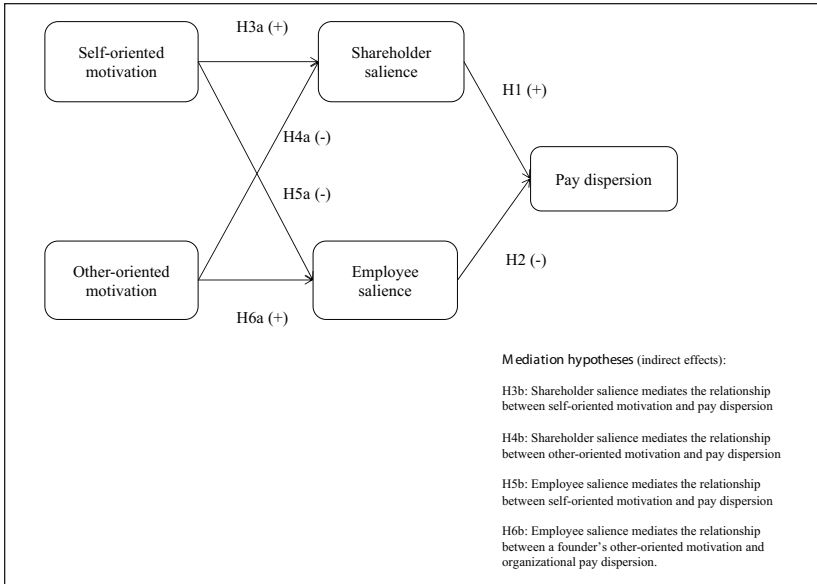 H3a (+)
Self-oriented
motivation
Shareholder
salience
H1 (+)
H4a (-)
Pay dispersion
H5a (-)
Other-oriented
motivation
Employee
salience
H2 (-)
H6a (+)
Mediation hypotheses (indirect effects):
H3b: Shareholder salience mediates the relationship
between self-oriented motivation and pay dispersion
H4b: Shareholder salience mediates the relationship
between other-oriented motivation and pay dispersion
H5b: Employee salience mediates the relationship
between self-oriented motivation and pay dispersion
H6b: Employee salience mediates the relationship
between a founder’s other-oriented motivation and
organizational pay dispersion.